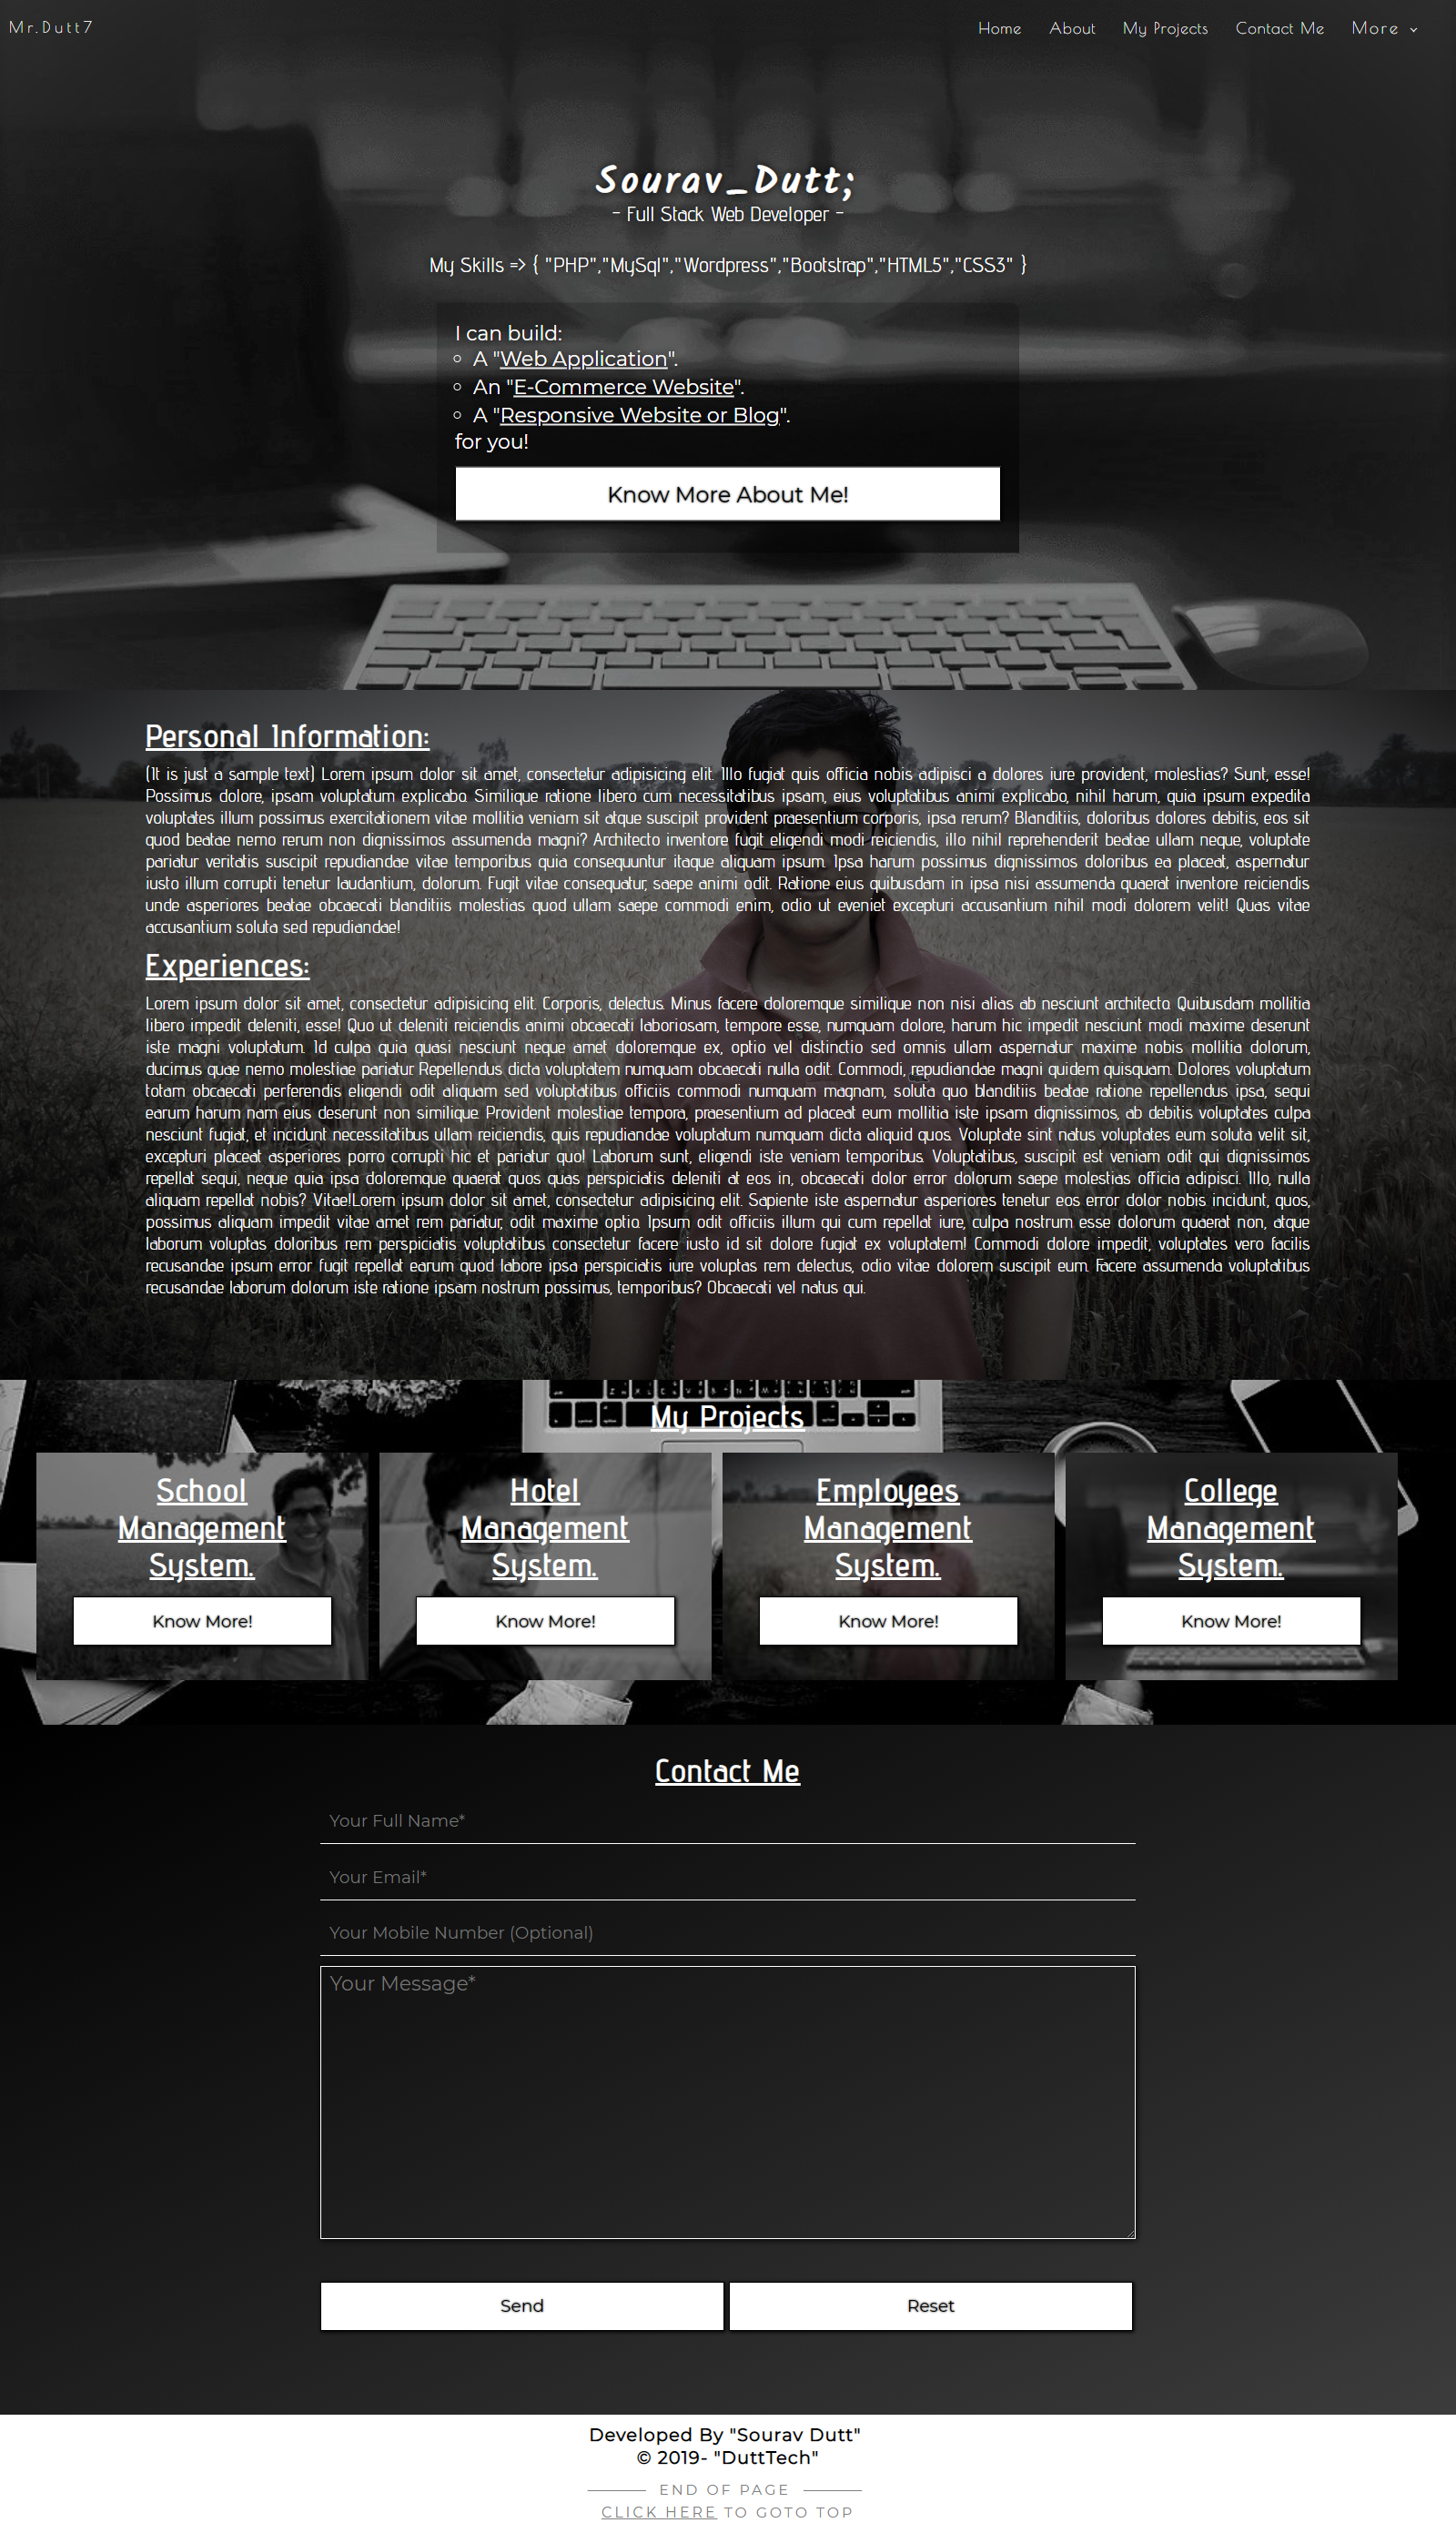 Mr.Dutt7
Home About My Projects Contact Me More
Sourav_Dutt;
- Full Stack Web Developer -
My Skills => { "PHP","MySql","Wordpress","Bootstrap","HTML5","CSS3" }
I can build:
A "Web Application".
An "E-Commerce Website".
A "Responsive Website or Blog".
for you!
Know More About Me!
Personal Information:
(It is just a sample text) Lorem ipsum dolor sit amet, consectetur adipisicing elit. Illo fugiat quis officia nobis adipisci a dolores iure provident, molestias? Sunt, esse!
Possimus dolore, ipsam voluptatum explicabo. Similique ratione libero cum necessitatibus ipsam, eius voluptatibus animi explicabo, nihil harum, quia ipsum expedita
voluptates illum possimus exercitationem vitae mollitia veniam sit atque suscipit provident praesentium corporis, ipsa rerum? Blanditiis, doloribus dolores debitis, eos sit
quod beatae nemo rerum non dignissimos assumenda magni? Architecto inventore fugit eligendi modi reiciendis, illo nihil reprehenderit beatae ullam neque, voluptate
pariatur veritatis suscipit repudiandae vitae temporibus quia consequuntur itaque aliquam ipsum. Ipsa harum possimus dignissimos doloribus ea placeat, aspernatur
iusto illum corrupti tenetur laudantium, dolorum. Fugit vitae consequatur, saepe animi odit. Ratione eius quibusdam in ipsa nisi assumenda quaerat inventore reiciendis
unde asperiores beatae obcaecati blanditiis molestias quod ullam saepe commodi enim, odio ut eveniet excepturi accusantium nihil modi dolorem velit! Quas vitae
accusantium soluta sed repudiandae!
Experiences:
Lorem ipsum dolor sit amet, consectetur adipisicing elit. Corporis, delectus. Minus facere doloremque similique non nisi alias ab nesciunt architecto. Quibusdam mollitia
libero impedit deleniti, esse! Quo ut deleniti reiciendis animi obcaecati laboriosam, tempore esse, numquam dolore, harum hic impedit nesciunt modi maxime deserunt
iste magni voluptatum. Id culpa quia quasi nesciunt neque amet doloremque ex, optio vel distinctio sed omnis ullam aspernatur maxime nobis mollitia dolorum,
ducimus quae nemo molestiae pariatur. Repellendus dicta voluptatem numquam obcaecati nulla odit. Commodi, repudiandae magni quidem quisquam. Dolores voluptatum
totam obcaecati perferendis eligendi odit aliquam sed voluptatibus officiis commodi numquam magnam, soluta quo blanditiis beatae ratione repellendus ipsa, sequi
earum harum nam eius deserunt non similique. Provident molestiae tempora, praesentium ad placeat eum mollitia iste ipsam dignissimos, ab debitis voluptates culpa
nesciunt fugiat, et incidunt necessitatibus ullam reiciendis, quis repudiandae voluptatum numquam dicta aliquid quos. Voluptate sint natus voluptates eum soluta velit sit,
excepturi placeat asperiores porro corrupti hic et pariatur quo! Laborum sunt, eligendi iste veniam temporibus. Voluptatibus, suscipit est veniam odit qui dignissimos
repellat sequi, neque quia ipsa doloremque quaerat quos quas perspiciatis deleniti at eos in, obcaecati dolor error dolorum saepe molestias officia adipisci. Illo, nulla
aliquam repellat nobis? Vitae!Lorem ipsum dolor sit amet, consectetur adipisicing elit. Sapiente iste aspernatur asperiores tenetur eos error dolor nobis incidunt, quos,
possimus aliquam impedit vitae amet rem pariatur, odit maxime optio. Ipsum odit officiis illum qui cum repellat iure, culpa nostrum esse dolorum quaerat non, atque
laborum voluptas doloribus rem perspiciatis voluptatibus consectetur facere iusto id sit dolore fugiat ex voluptatem! Commodi dolore impedit, voluptates vero facilis
recusandae ipsum error fugit repellat earum quod labore ipsa perspiciatis iure voluptas rem delectus, odio vitae dolorem suscipit eum. Facere assumenda voluptatibus
recusandae laborum dolorum iste ratione ipsam nostrum possimus, temporibus? Obcaecati vel natus qui.
My Projects
School
Management
System.
Know More!
Hotel
Management
System.
Know More!
Employees
Management
System.
Know More!
College
Management
System.
Know More!
Contact Me
Your Full Name*
Your Email*
Your Mobile Number (Optional)
Your Message*
Send
Reset
Developed By "Sourav Dutt"
© 2019- "DuttTech"
END OF PAGE
CLICK HERE TO GOTO TOP